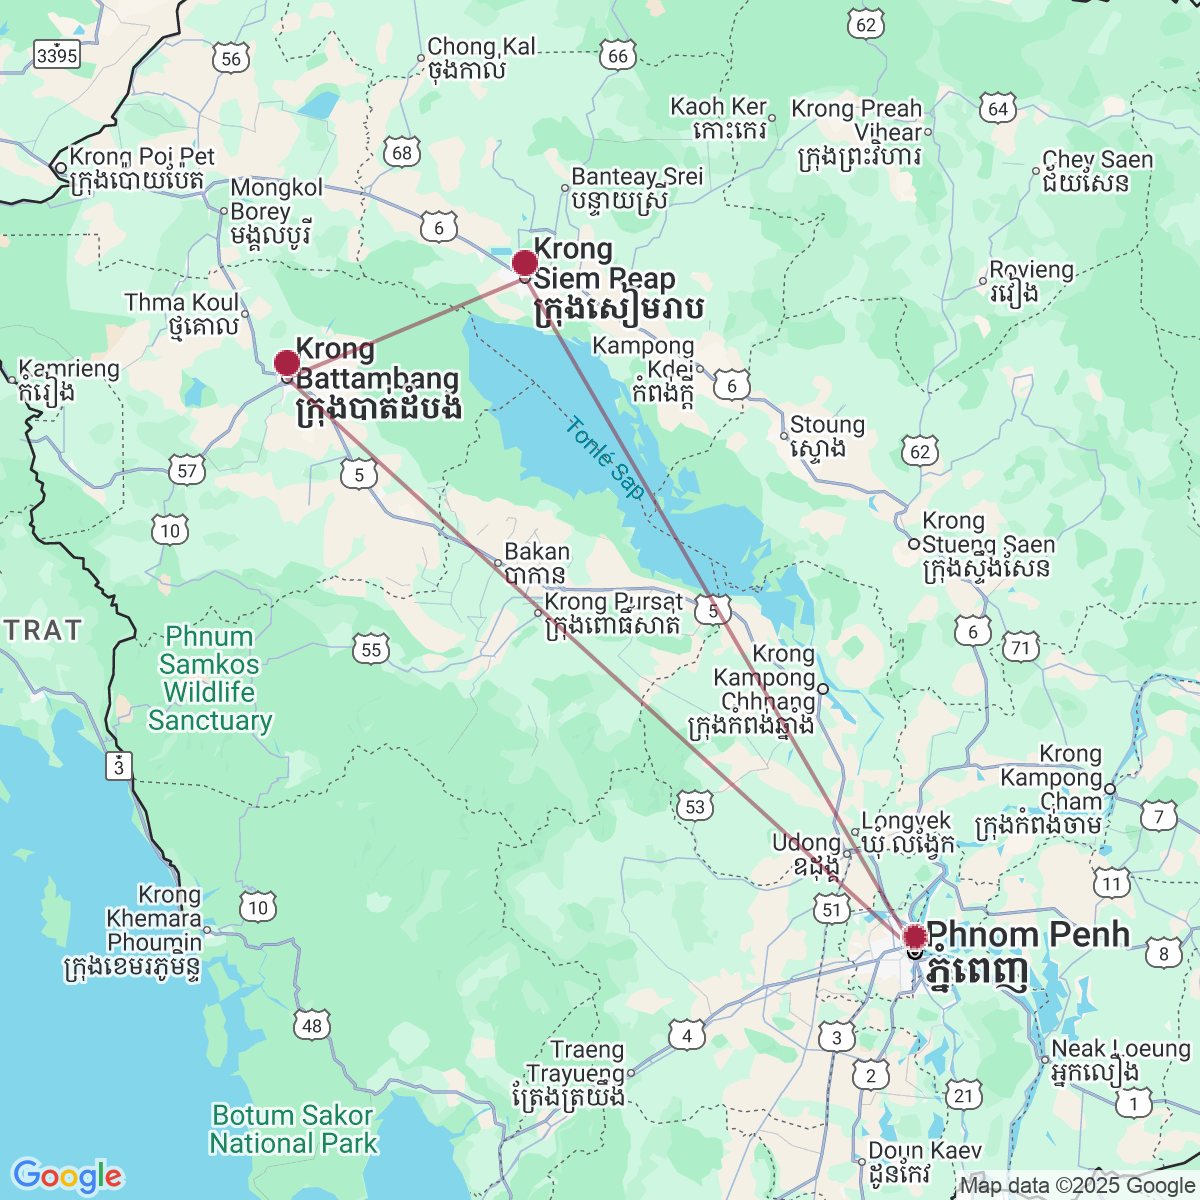 3395
56
Chong Kal
ចុងកាល់
66
62
Kaoh Ker
កោះកេរ
Krong Preah
Vihear
ក្រុងព្រះវិហារ
64
68
Krong Poi Pet
ក្រុងប៉ោយប៉ែត
Chey Saen
ជ័យសែន
Banteay Srei
បន្ទាយស្រី
Mongkol
Borey
មង្គលបូរី
6
Krong
Siem Reap
ក្រុងសៀមរាប
Rovieng
រវៀង
Thma Koul
ថ្មគោល
Krong
Battambang
ក្រុងបាត់ដំបង
Kampong
Kdei
កំពង់ក្ដី
6
Kamrieng
កំរៀង
Stoung
ស្ទោង
Tonlé Sap
62
57
5
10
Krong
Stueng Saen
ក្រុងស្ទឹងសែន
Bakan
បាកាន
Krong Pursat
ក្រុងពោធិ៍សាត់
5
TRAT
6
71
55
Phnum
Samkos
Wildlife
Sanctuary
Krong
Kampong
Chhnang
ក្រុងកំពង់ឆ្នាំង
3
Krong
Kampong
Cham
ក្រុងកំពង់ចាម
53
7
Longvek
ឃុំ លង្វែក
Udong
ឧដុង្គ
11
Krong
Khemara
Phoumin
ក្រុងខេមរភូមិន្ទ
10
51
Phnom Penh
ភ្នំពេញ
8
48
4
3
Traeng
Trayueng
ត្រែងត្រយឹង
Neak Loeung
អ្នកលឿង
2
21
1
Botum Sakor
National Park
Doun Kaev
ដូនកែវ
Google
Map data ©2025 Google